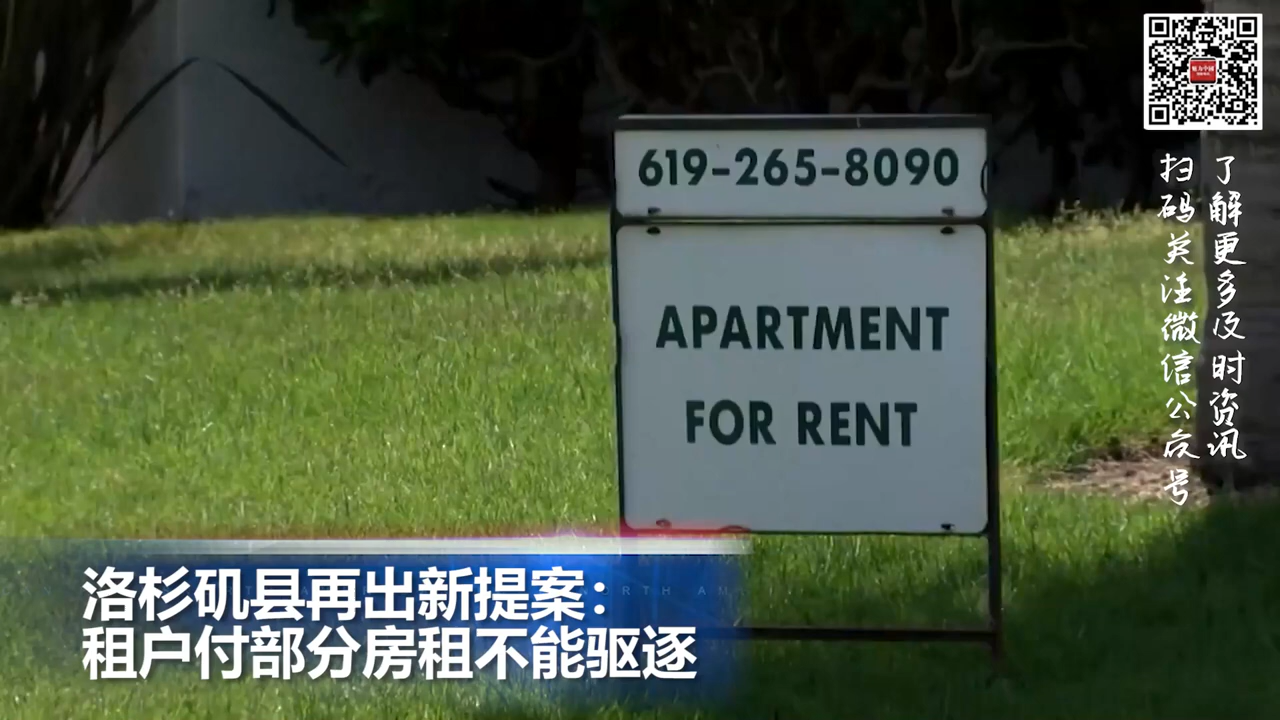 619-265-8090
APARTMENT
FOR RENT
了解更多及时资讯
扫码关注微信公众号
洛杉矶县再出新提案：
租户付部分房租不能驱逐